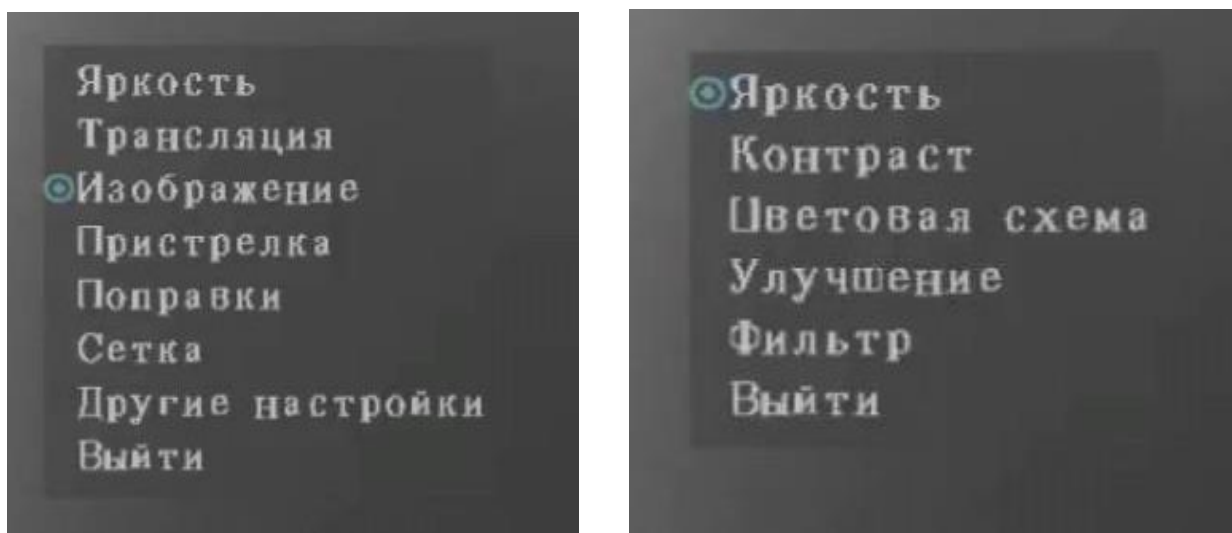 Яркость
Трансляция
Изображение
Пристрелка
Поправки
Сетка
Другие настройки
Выйти
Яркость
Контраст
Цветовая схема
Улучшение
Фильтр
Выйти